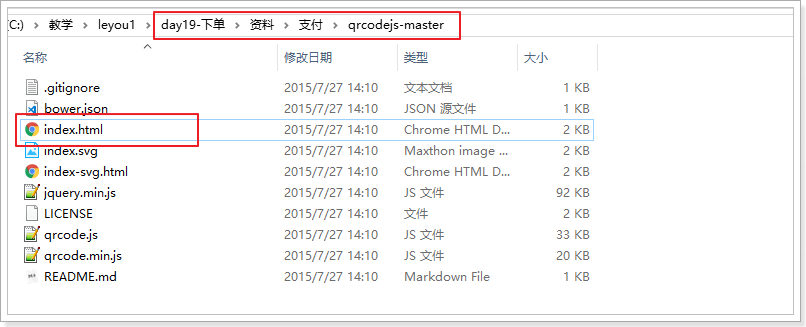 C:) › 教学 › leyou1 › day19-下单 › 资料 › 支付 › qrcodejs-master
名称 修改日期 类型 大小
.gitignore 2015/7/27 14:10 文本文档 1 KB
bower.json 2015/7/27 14:10 JSON 源文件 1 KB
index.html 2015/7/27 14:10 Chrome HTML D... 2 KB
index.svg 2015/7/27 14:10 Maxthon image ... 2 KB
index-svg.html 2015/7/27 14:10 Chrome HTML D... 2 KB
jquery.min.js 2015/7/27 14:10 JS 文件 92 KB
LICENSE 2015/7/27 14:10 文件 2 KB
qrcode.js 2015/7/27 14:10 JS 文件 33 KB
qrcode.min.js 2015/7/27 14:10 JS 文件 20 KB
README.md 2015/7/27 14:10 Markdown File 1 KB